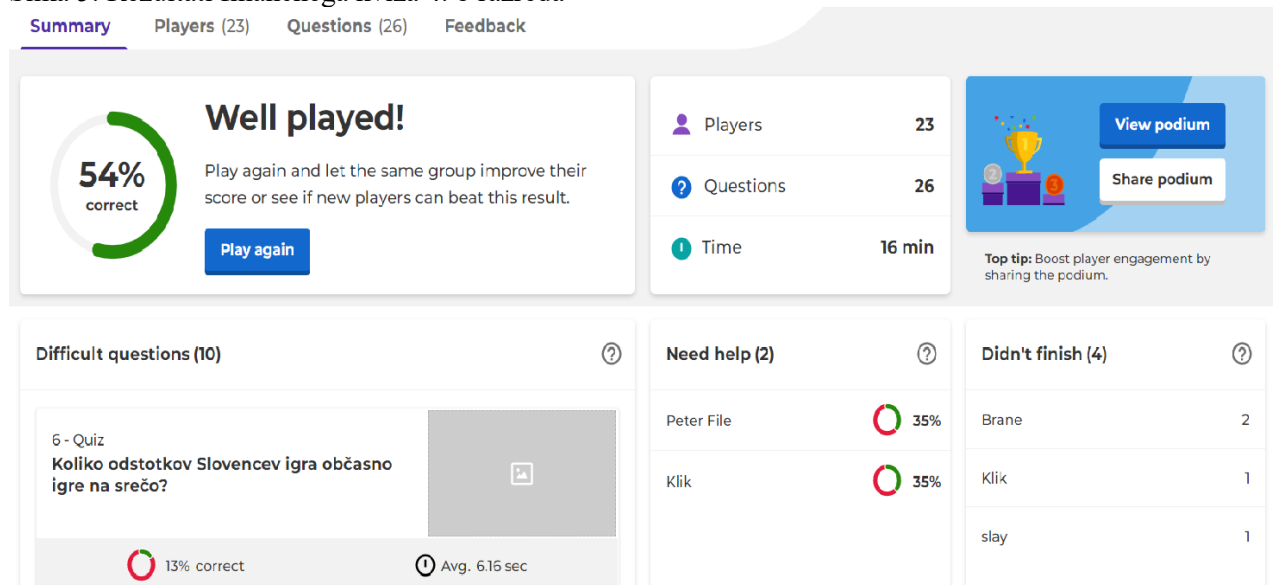 Summary
Players (23)
Questions (26)
Feedback
54%
correct
Well played!
Play again and let the same group improve their
score or see if new players can beat this result.
Play again
Players 23
Questions 26
Time 16 min
2
3
View podium
Share podium
Top tip: Boost player engagement by
sharing the podium.
Difficult questions (10)
6 - Quiz
Koliko odstotkov Slovencev igra občasno
igre na srečo?
13% correct
Avg. 6.16 sec
Need help (2)
Peter File 35%
Klik 35%
Didn't finish (4)
Brane 2
Klik 1
slay 1